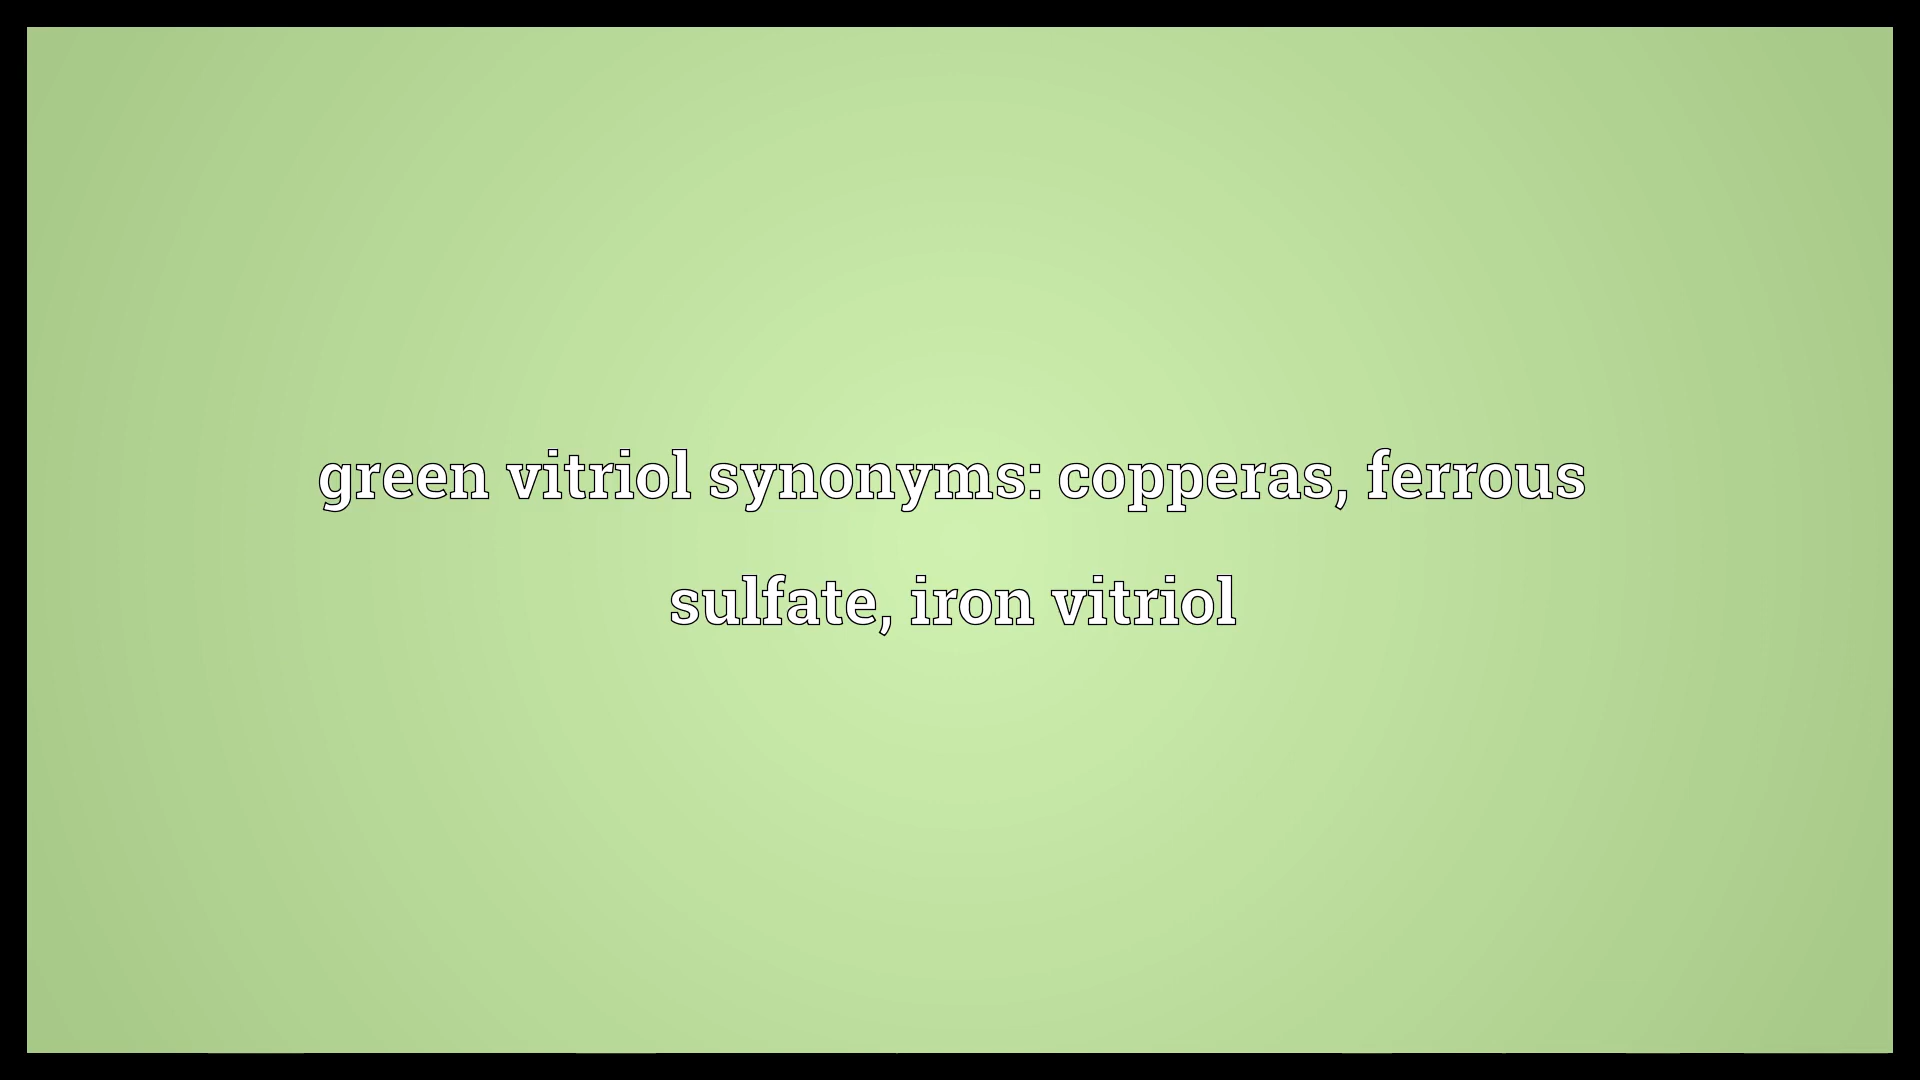 green vitriol synonyms: copperas, ferrous
sulfate, iron vitriol